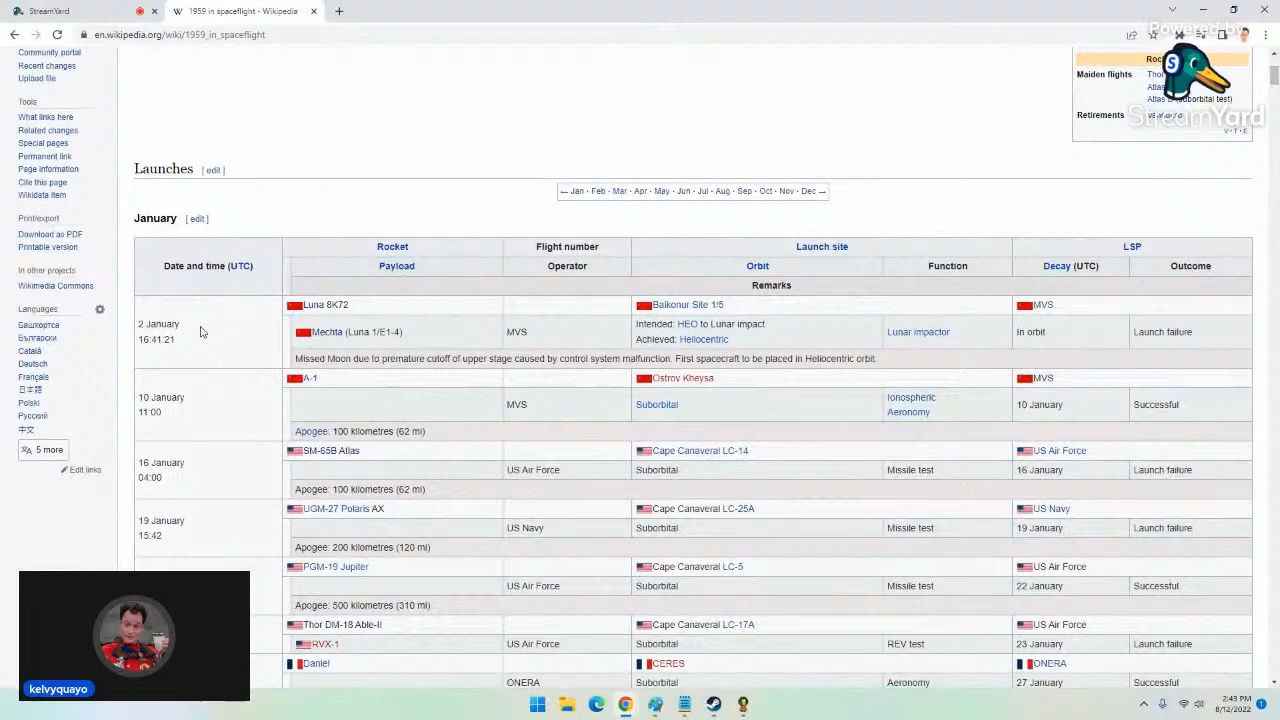 StreamYard
1959 in spaceflight - Wikipedia
en.wikipedia.org/wiki/1959_in_spaceflight
Powered by
StreamYard
Community portal
Recent changes
Upload file
Tools
What links here
Related changes
Special pages
Permanent link
Page information
Cite this page
Wikidata item
Print/export
Download as PDF
Printable version
In other projects
Wikimedia Commons
Languages
Башҡортса
Български
Català
Deutsch
Français
日本語
Polski
Русский
中文
5 more
Edit links
Maiden flights
Retirements
V · T · E
Launches [ edit ]
← Jan · Feb · Mar · Apr · May · Jun · Jul · Aug · Sep · Oct · Nov · Dec →
January [ edit ]
Date and time (UTC) Rocket Flight number Launch site LSP
Payload Operator Orbit Function Decay (UTC) Outcome
Remarks
2 January
16:41:21
Luna 8K72 Baikonur Site 1/5 MVS
Mechta (Luna 1/E1-4) MVS Intended: HEO to Lunar impact
Achieved: Heliocentric Lunar impactor In orbit Launch failure
Missed Moon due to premature cutoff of upper stage caused by control system malfunction. First spacecraft to be placed in Heliocentric orbit.
10 January
11:00
A-1 Ostrov Kheysa MVS
MVS Suborbital Ionospheric
Aeronomy 10 January Successful
Apogee: 100 kilometres (62 mi)
16 January
04:00
SM-65B Atlas Cape Canaveral LC-14 US Air Force
US Air Force Suborbital Missile test 16 January Launch failure
Apogee: 100 kilometres (62 mi)
19 January
15:42
UGM-27 Polaris AX Cape Canaveral LC-25A US Navy
US Navy Suborbital Missile test 19 January Launch failure
Apogee: 200 kilometres (120 mi)
PGM-19 Jupiter Cape Canaveral LC-5 US Air Force
US Air Force Suborbital Missile test 22 January Successful
Apogee: 500 kilometres (310 mi)
Thor DM-18 Able-II Cape Canaveral LC-17A US Air Force
RVX-1 US Air Force Suborbital REV test 23 January Launch failure
Daniel CERES ONERA
ONERA Suborbital Aeronomy 27 January Successful
kelvyquayo
2:43 PM
8/12/2022